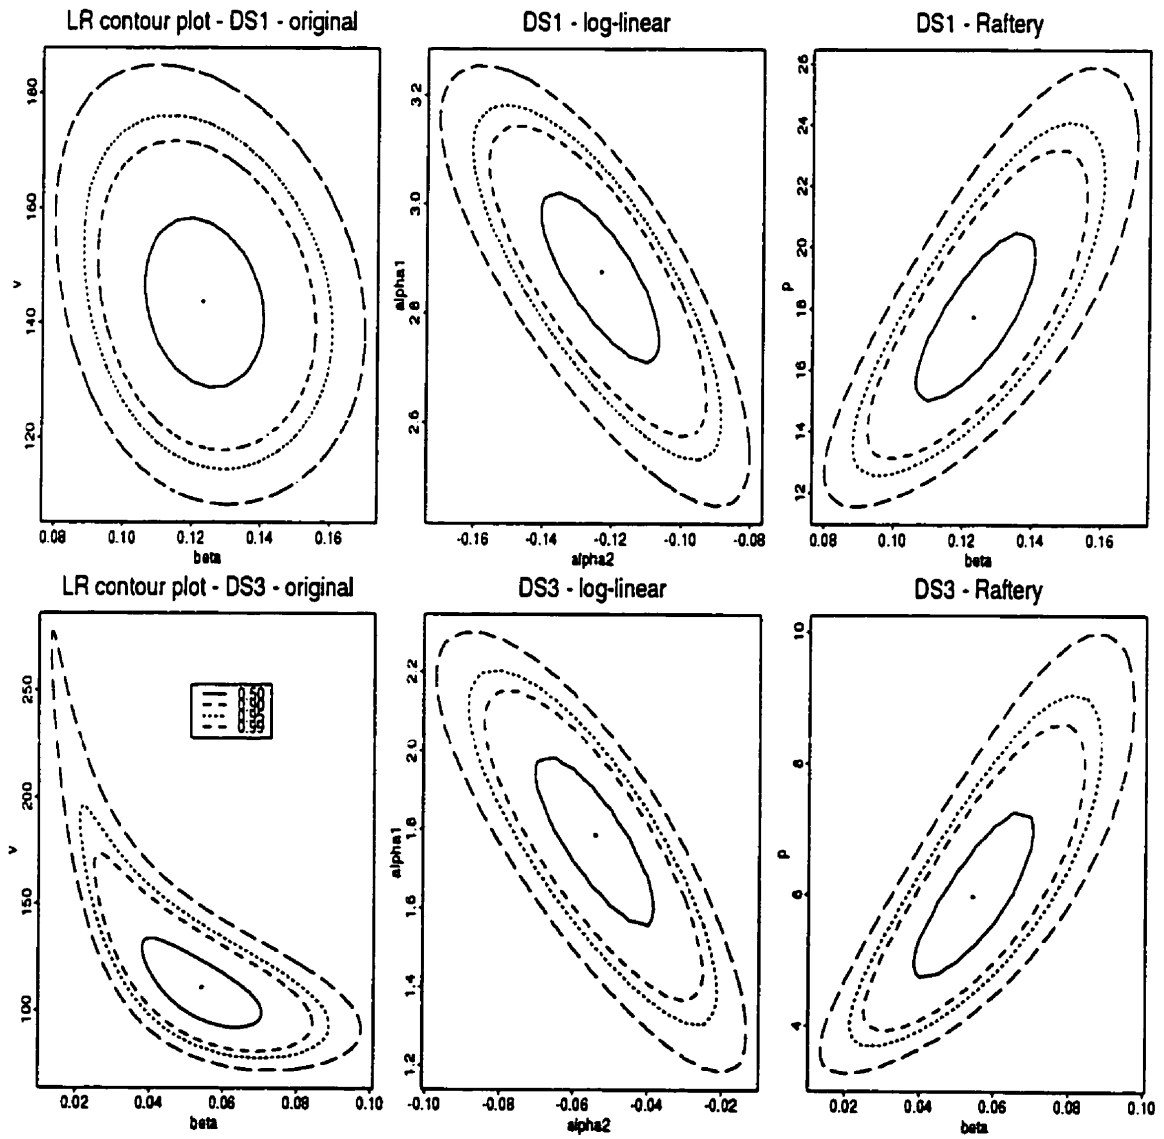 LR contour plot - DS1 - original
DS1 - log-linear
DS1 - Raftery
180
160
140
120
v
0.08 0.10 0.12 0.14 0.16
beta
3.2
3.0
2.8
2.6
alpha1
-0.16 -0.14 -0.12 -0.10 -0.08
alpha2
26
24
22
20
18
16
14
12
p
0.08 0.10 0.12 0.14 0.16
beta
LR contour plot - DS3 - original
DS3 - log-linear
DS3 - Raftery
250
200
150
100
v
0.50
0.90
0.95
0.99
0.02 0.04 0.06 0.08 0.10
beta
2.2
2.0
1.8
1.6
1.4
1.2
alpha1
-0.10 -0.08 -0.06 -0.04 -0.02
alpha2
10
8
6
4
p
0.02 0.04 0.06 0.08 0.10
beta